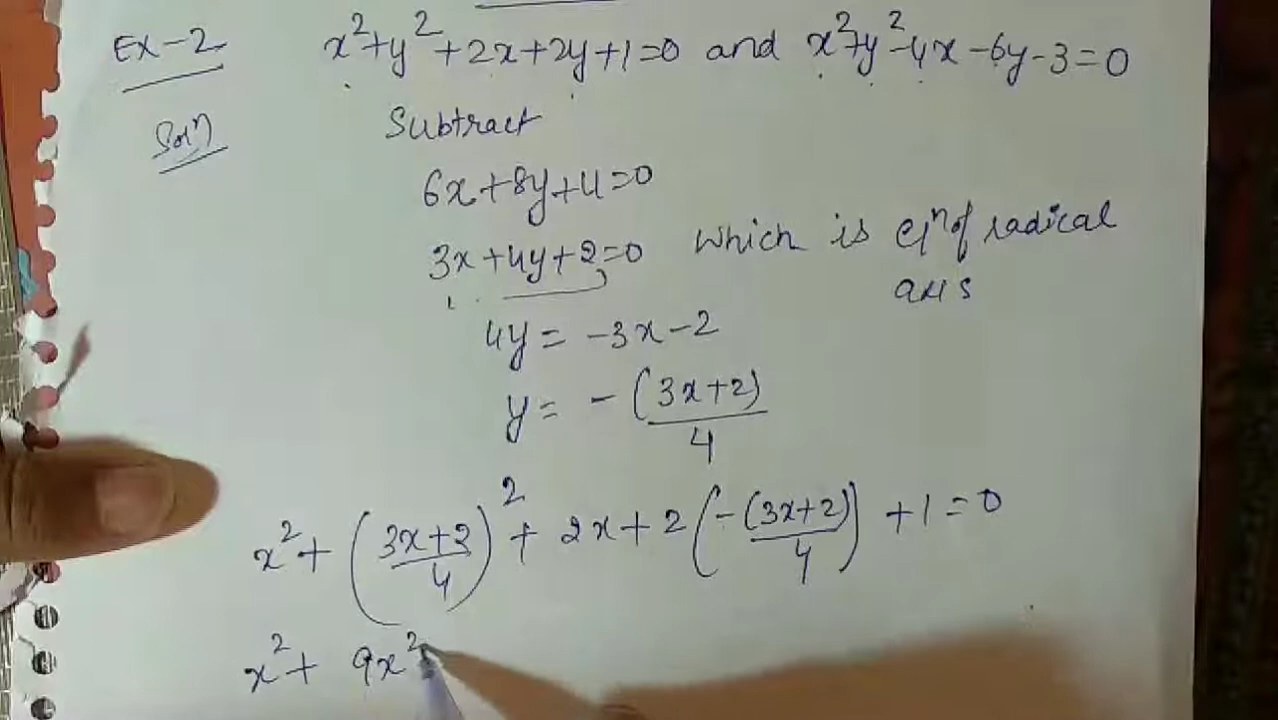 Ex-2 x²+y²+2x+2y+1=0 and x²+y²-4x-6y-3=0
Solⁿ Subtract
6x+8y+4=0
3x+4y+2=0 which is eqⁿ of radical
axis
4y = -3x-2
y = -(3x+2)/4
x² + ((3x+2)/4)² + 2x + 2(-(3x+2)/4) + 1 = 0
x² + 9x²